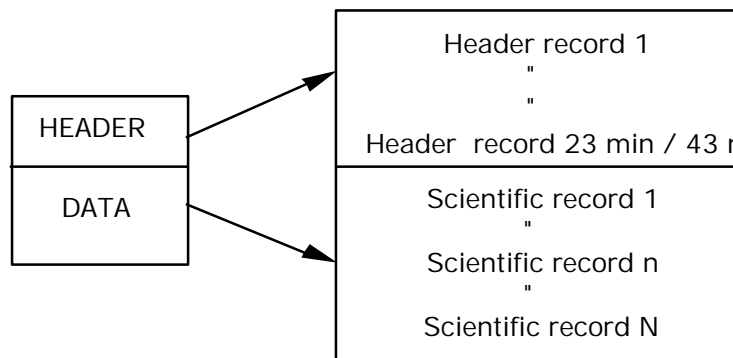 HEADER
DATA
Header record 1
"
"
Header record 23 min / 43
Scientific record 1
"
Scientific record n
"
Scientific record N